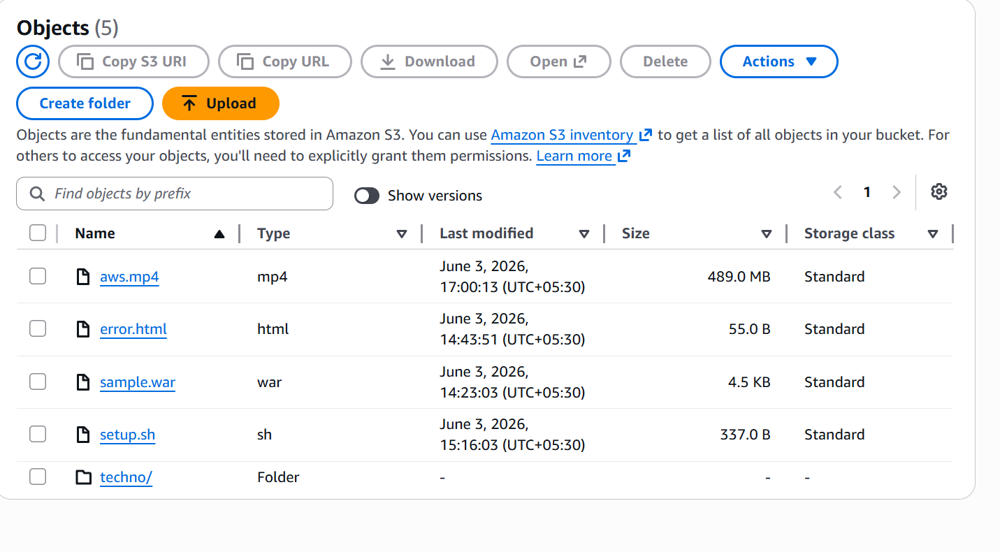 Objects (5)
Copy S3 URI Copy URL Download Open Delete Actions
Create folder Upload
Objects are the fundamental entities stored in Amazon S3. You can use Amazon S3 inventory to get a list of all objects in your bucket. For
others to access your objects, you'll need to explicitly grant them permissions. Learn more
Find objects by prefix Show versions 1
Name Type Last modified Size Storage class
aws.mp4 mp4 June 3, 2026, 489.0 MB Standard
17:00:13 (UTC+05:30)
error.html html June 3, 2026, 55.0 B Standard
14:43:51 (UTC+05:30)
sample.war war June 3, 2026, 4.5 KB Standard
14:23:03 (UTC+05:30)
setup.sh sh June 3, 2026, 337.0 B Standard
15:16:03 (UTC+05:30)
techno/ Folder - - -